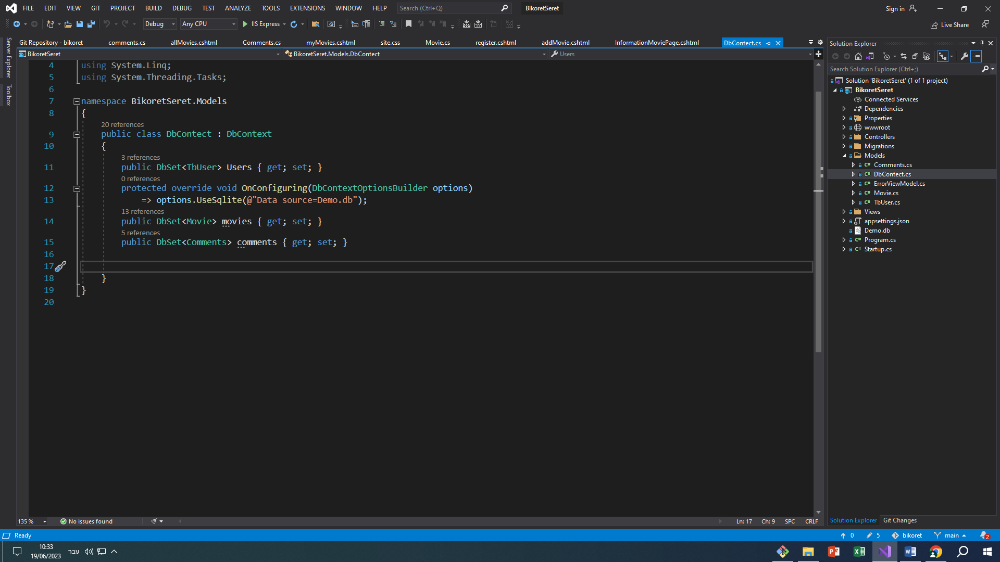 FILE EDIT VIEW GIT PROJECT BUILD DEBUG TEST ANALYZE TOOLS EXTENSIONS WINDOW HELP Search (Ctrl+Q) BikoretSeret Sign in
Debug Any CPU IIS Express Live Share
Git Repository - bikoret comments.cs allMovies.cshtml Comments.cs myMovies.cshtml site.css Movie.cs register.cshtml addMovie.cshtml InformationMoviePage.cshtml DbContect.cs
BikoretSeret BikoretSeret.Models.DbContect Users
Server Explorer
Toolbox
4 using System.Linq;
5 using System.Threading.Tasks;
6
7 namespace BikoretSeret.Models
8 {
20 references
9 public class DbContect : DbContext
10 {
3 references
11 public DbSet<TbUser> Users { get; set; }
0 references
12 protected override void OnConfiguring(DbContextOptionsBuilder options)
13 => options.UseSqlite(@"Data source=Demo.db");
13 references
14 public DbSet<Movie> movies { get; set; }
5 references
15 public DbSet<Comments> comments { get; set; }
16
17
18 }
19 }
20
135 % No issues found Ln: 17 Ch: 9 SPC CRLF
Solution Explorer
Search Solution Explorer (Ctrl+;)
Solution 'BikoretSeret' (1 of 1 project)
BikoretSeret
Connected Services
Dependencies
Properties
wwwroot
Controllers
Migrations
Models
C# Comments.cs
C# DbContect.cs
C# ErrorViewModel.cs
C# Movie.cs
C# TbUser.cs
Views
appsettings.json
Demo.db
C# Program.cs
C# Startup.cs
Solution Explorer Git Changes
Ready 0 5 bikoret main 2
10:33
19/06/2023
עבר